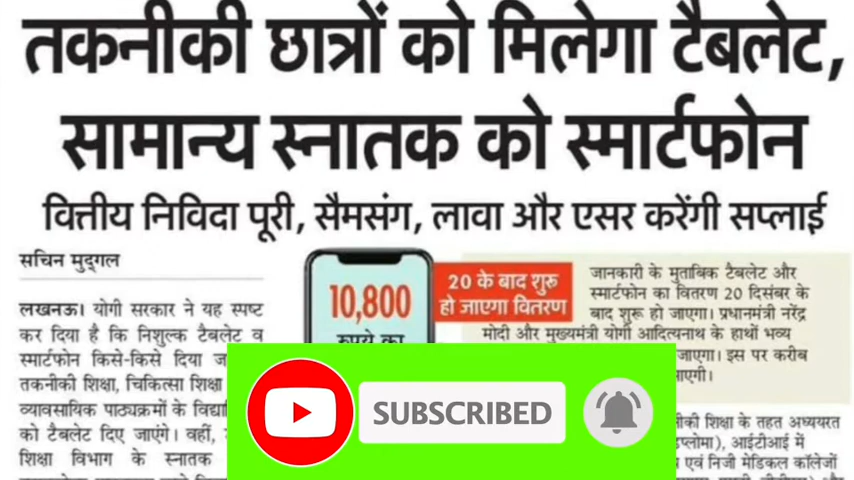 तकनीकी छात्रों को मिलेगा टैबलेट,
सामान्य स्नातक को स्मार्टफोन
वित्तीय निविदा पूरी, सैमसंग, लावा और एसर करेंगी सप्लाई
सचिन मुद्गल
लखनऊ। योगी सरकार ने यह स्पष्ट
कर दिया है कि निशुल्क टैबलेट व
स्मार्टफोन किसे-किसे दिया
तकनीकी शिक्षा, चिकित्सा शिक्षा
व्यावसायिक पाठ्यक्रमों के
को टैबलेट दिए जाएंगे। वहीं,
शिक्षा विभाग के स्नातक
10,800
रुपये का
20 के बाद शुरू
हो जाएगा वितरण
जानकारी के मुताबिक टैबलेट और
स्मार्टफोन का वितरण 20 दिसंबर के
बाद शुरू हो जाएगा। प्रधानमंत्री नरेंद्र
मोदी और मुख्यमंत्री योगी आदित्यनाथ के हाथों भव्य
जाएगा। इस पर करीब
शिक्षा के तहत अध्ययरत
आईटीआई में
एवं निजी मेडिकल कॉलेजों
SUBSCRIBED